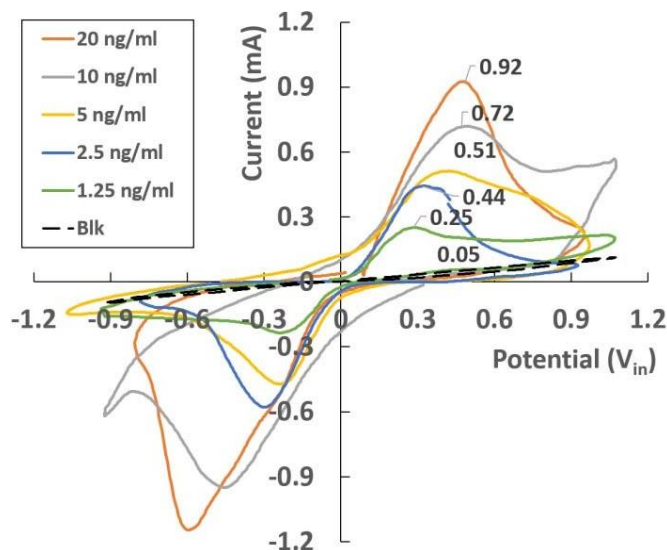 20 ng/ml
10 ng/ml
5 ng/ml
2.5 ng/ml
1.25 ng/ml
Blk
Current (mA)
1.2
0.9
0.6
0.3
0
-0.3
-0.6
-0.9
-1.2
0.92
0.72
0.51
0.44
0.25
0.05
-1.2 -0.9 -0.6 -0.3 0 0.3 0.6 0.9 1.2
Potential (Vin)